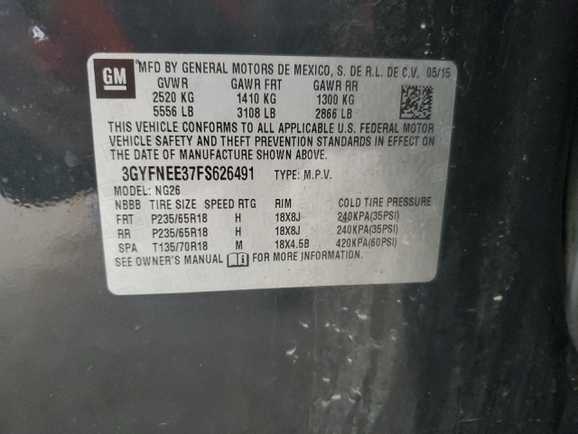 GM MFD BY GENERAL MOTORS DE MEXICO, S. DE R.L. DE C.V. 05/15
GVWR GAWR FRT GAWR RR
2520 KG 1410 KG 1300 KG
5556 LB 3108 LB 2866 LB
THIS VEHICLE CONFORMS TO ALL APPLICABLE U.S. FEDERAL MOTOR
VEHICLE SAFETY AND THEFT PREVENTION STANDARDS IN EFFECT ON
THE DATE OF MANUFACTURE SHOWN ABOVE.
3GYFNEE37FS626491 TYPE: M.P.V.
MODEL: NG26
NBBB TIRE SIZE SPEED RTG RIM COLD TIRE PRESSURE
FRT P235/65R18 H 18X8J 240KPA(35PSI)
RR P235/65R18 H 18X8J 240KPA(35PSI)
SPA T135/70R18 M 18X4.5B 420KPA(60PSI)
SEE OWNER'S MANUAL FOR MORE INFORMATION.